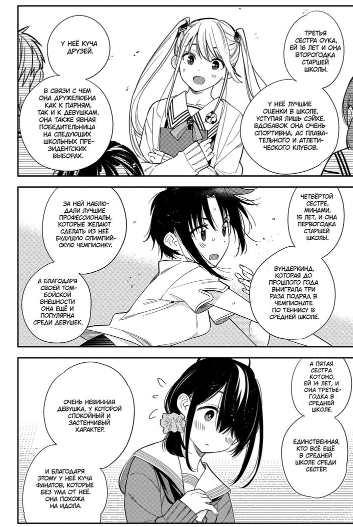 ТРЕТЬЯ
СЕСТРА ОУКА,
ЕЙ 16 ЛЕТ И ОНА
ВТОРОГОДКА
СТАРШЕЙ
ШКОЛЫ.
У НЕЁ КУЧА
ДРУЗЕЙ.
У НЕЁ ЛУЧШИЕ
ОЦЕНКИ В ШКОЛЕ,
УСТУПАЯ ЛИШЬ СЭЙКЕ.
ВДОБАВОК ОНА ОЧЕНЬ
СПОРТИВНА, АС ПЛАВА-
ТЕЛЬНОГО И АТЛЕТИ-
ЧЕСКОГО КЛУБОВ.
В СВЯЗИ С ЧЕМ
ОНА ДРУЖЕЛЮБНА
КАК К ПАРНЯМ,
ТАК И К ДЕВУШКАМ.
ОНА ТАКЖЕ ЯВНАЯ
ПОБЕДИТЕЛЬНИЦА
НА СЛЕДУЮЩИХ
ШКОЛЬНЫХ ПРЕ-
ЗИДЕНТСКИХ
ВЫБОРАХ.
ЧЕТВЁРТОЙ
СЕСТРЕ,
МИНАМИ,
15 ЛЕТ, И ОНА
ПЕРВОГОДКА
СТАРШЕЙ
ШКОЛЫ.
ВУНДЕРКИНД,
КОТОРАЯ ДО
ПРОШЛОГО ГОДА
ВЫИГРАЛА ТРИ
РАЗА ПОДРЯД В
ЧЕМПИОНАТЕ
ПО ТЕННИСУ В
СРЕДНЕЙ ШКОЛЕ.
ЗА НЕЙ НАБЛЮ-
ДАЛИ ЛУЧШИЕ
ПРОФЕССИОНАЛЫ,
КОТОРЫЕ ЖЕЛАЮТ
СДЕЛАТЬ ИЗ НЕЁ
БУДУЩУЮ ОЛИМПИЙ-
СКУЮ ЧЕМПИОНКУ.
А БЛАГОДАРЯ
СВОЕЙ ТОМ-
БОЙСКОЙ
ВНЕШНОСТИ
ОНА ЕЩЁ И
ПОПУЛЯРНА
СРЕДИ ДЕВУШЕК.
А ПЯТАЯ
СЕСТРА
КОТОНО,
ЕЙ 14 ЛЕТ, И
ОНА ТРЕТЬЕ-
ГОДКА В
СРЕДНЕЙ
ШКОЛЕ.
ЕДИНСТВЕННАЯ,
КТО ВСЁ ЕЩЁ
В СРЕДНЕЙ
ШКОЛЕ СРЕДИ
СЕСТЁР.
ОЧЕНЬ НЕВИННАЯ
ДЕВУШКА, У КОТОРОЙ
СПОКОЙНЫЙ И
ЗАСТЕНЧИВЫЙ
ХАРАКТЕР.
И БЛАГОДАРЯ
ЭТОМУ У НЕЁ КУЧА
ФАНАТОВ, КОТОРЫЕ
БЕЗ УМА ОТ НЕЁ.
ОНА ПОХОЖА
НА ИДОЛА.